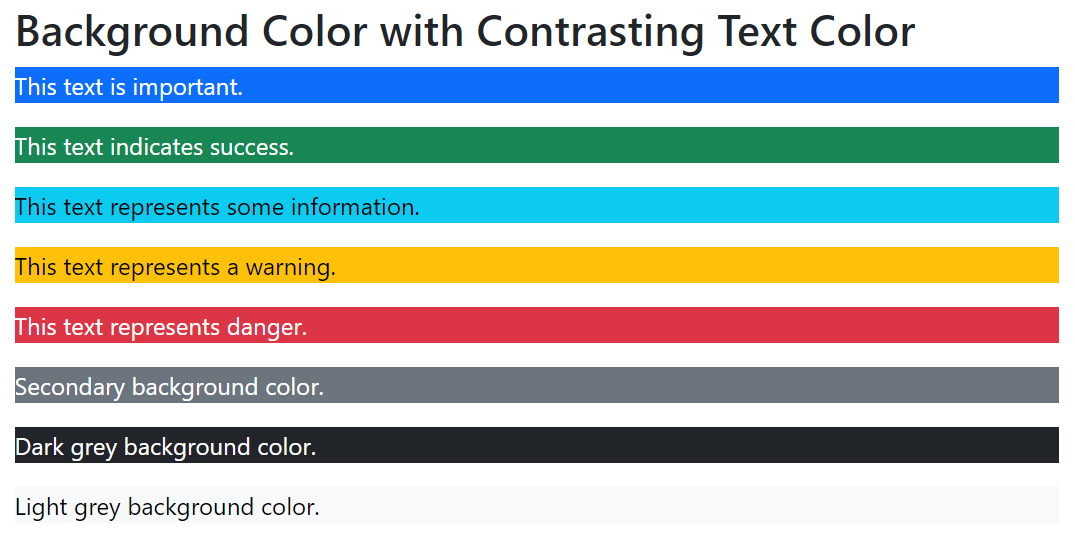 Background Color with Contrasting Text Color
This text is important.
This text indicates success.
This text represents some information.
This text represents a warning.
This text represents danger.
Secondary background color.
Dark grey background color.
Light grey background color.